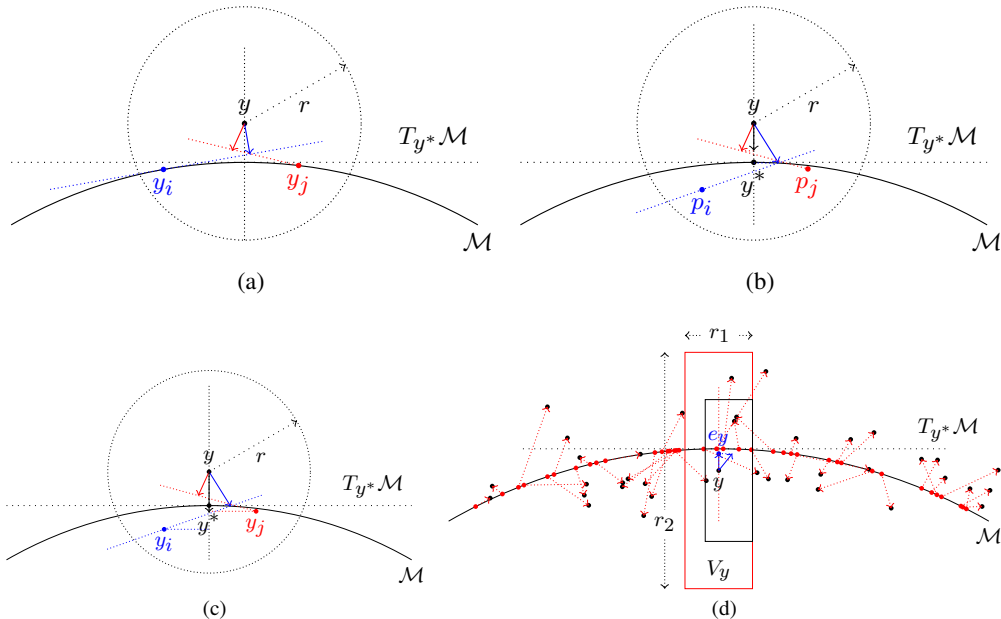 y
r
T_{y*}M
y_i
y_j
M
(a)
y
r
T_{y*}M
y*
p_i
p_j
M
(b)
y
r
T_{y*}M
y*
y_i
y_j
M
(c)
r_1
e_y
T_{y*}M
y
r_2
M
V_y
(d)